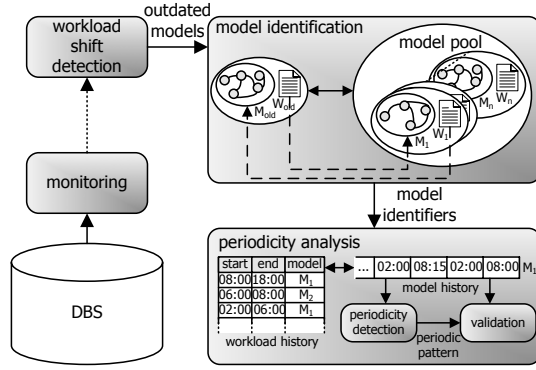 outdated
models
workload
shift
detection
model identification
model pool
M_old
W_old
M_n
W_n
M_1
W_1
monitoring
model
identifiers
DBS
periodicity analysis
start end model
08:00 18:00 M_1
06:00 08:00 M_2
02:00 06:00 M_1
workload history
... 02:00 08:15 02:00 08:00 M_1
model history
periodicity
detection
periodic
pattern
validation